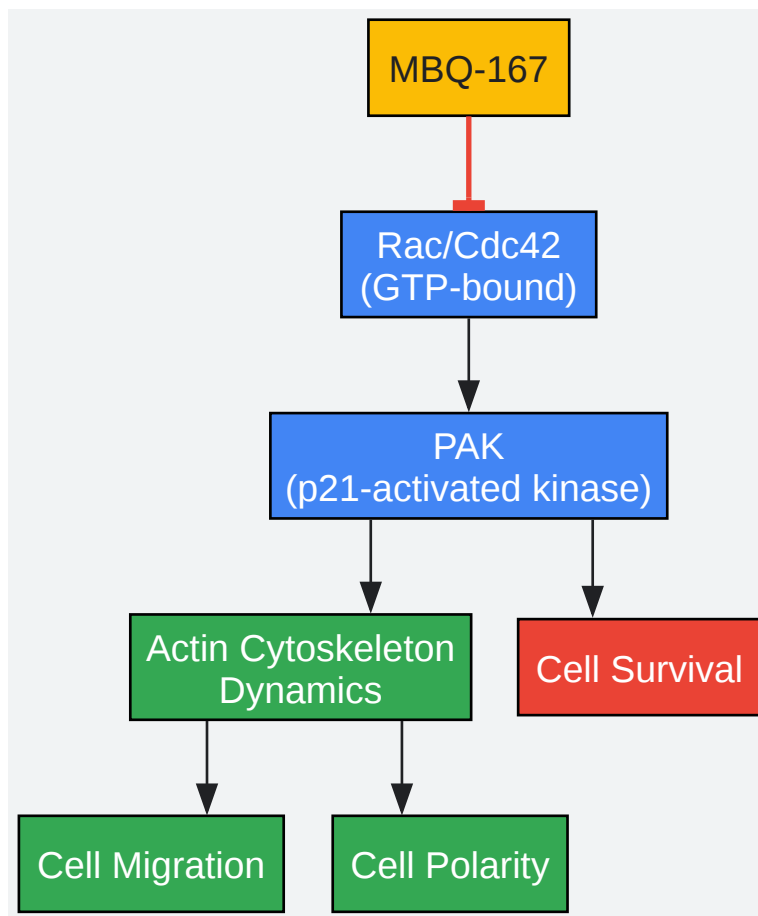 MBQ-167
Rac/Cdc42
(GTP-bound)
PAK
(p21-activated kinase)
Actin Cytoskeleton
Dynamics
Cell Survival
Cell Migration
Cell Polarity